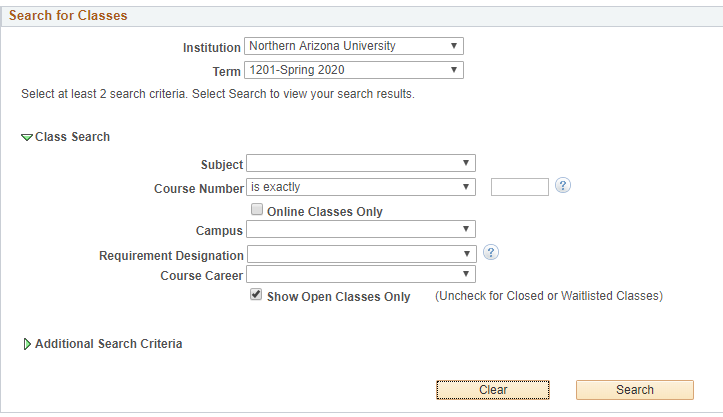 Search for Classes
Institution Northern Arizona University
Term 1201-Spring 2020
Select at least 2 search criteria. Select Search to view your search results.
Class Search
Subject
Course Number is exactly ?
Online Classes Only
Campus
Requirement Designation ?
Course Career
Show Open Classes Only (Uncheck for Closed or Waitlisted Classes)
Additional Search Criteria
Clear Search